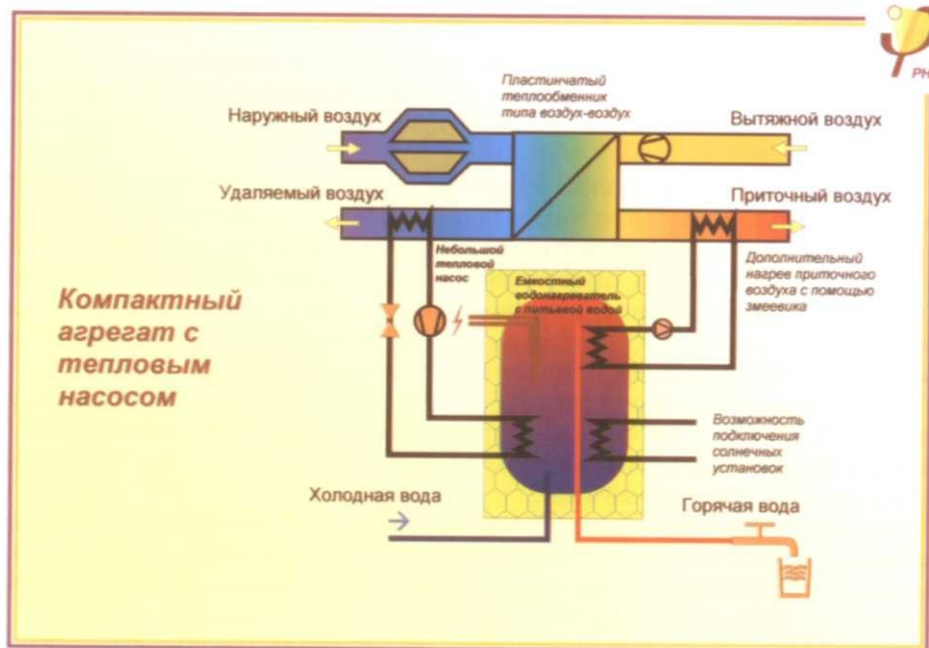 PH
Пластинчатый
теплообменник
типа воздух-воздух
Наружный воздух
Вытяжной воздух
Удаляемый воздух
Приточный воздух
Небольшой
тепловой
насос
Дополнительный
нагрев приточного
воздуха с помощью
змеевика
Емкостный
водонагреватель
с питьевой водой
Компактный
агрегат с
тепловым
насосом
Возможность
подключения
солнечных
установок
Холодная вода
Горячая вода